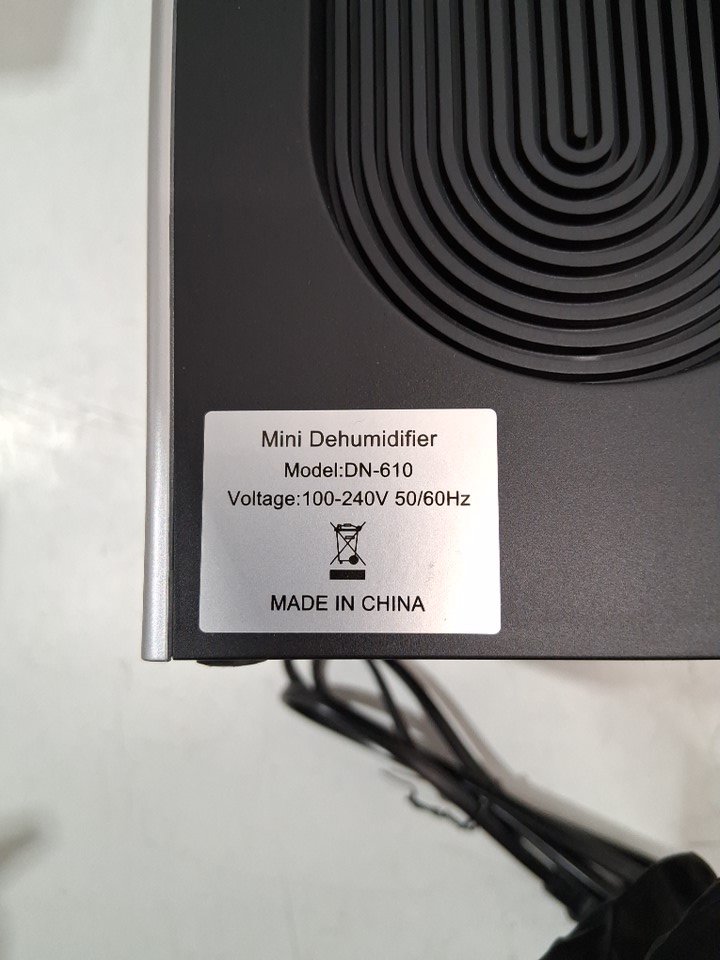 Mini Dehumidifier
Model:DN-610
Voltage:100-240V 50/60Hz
MADE IN CHINA